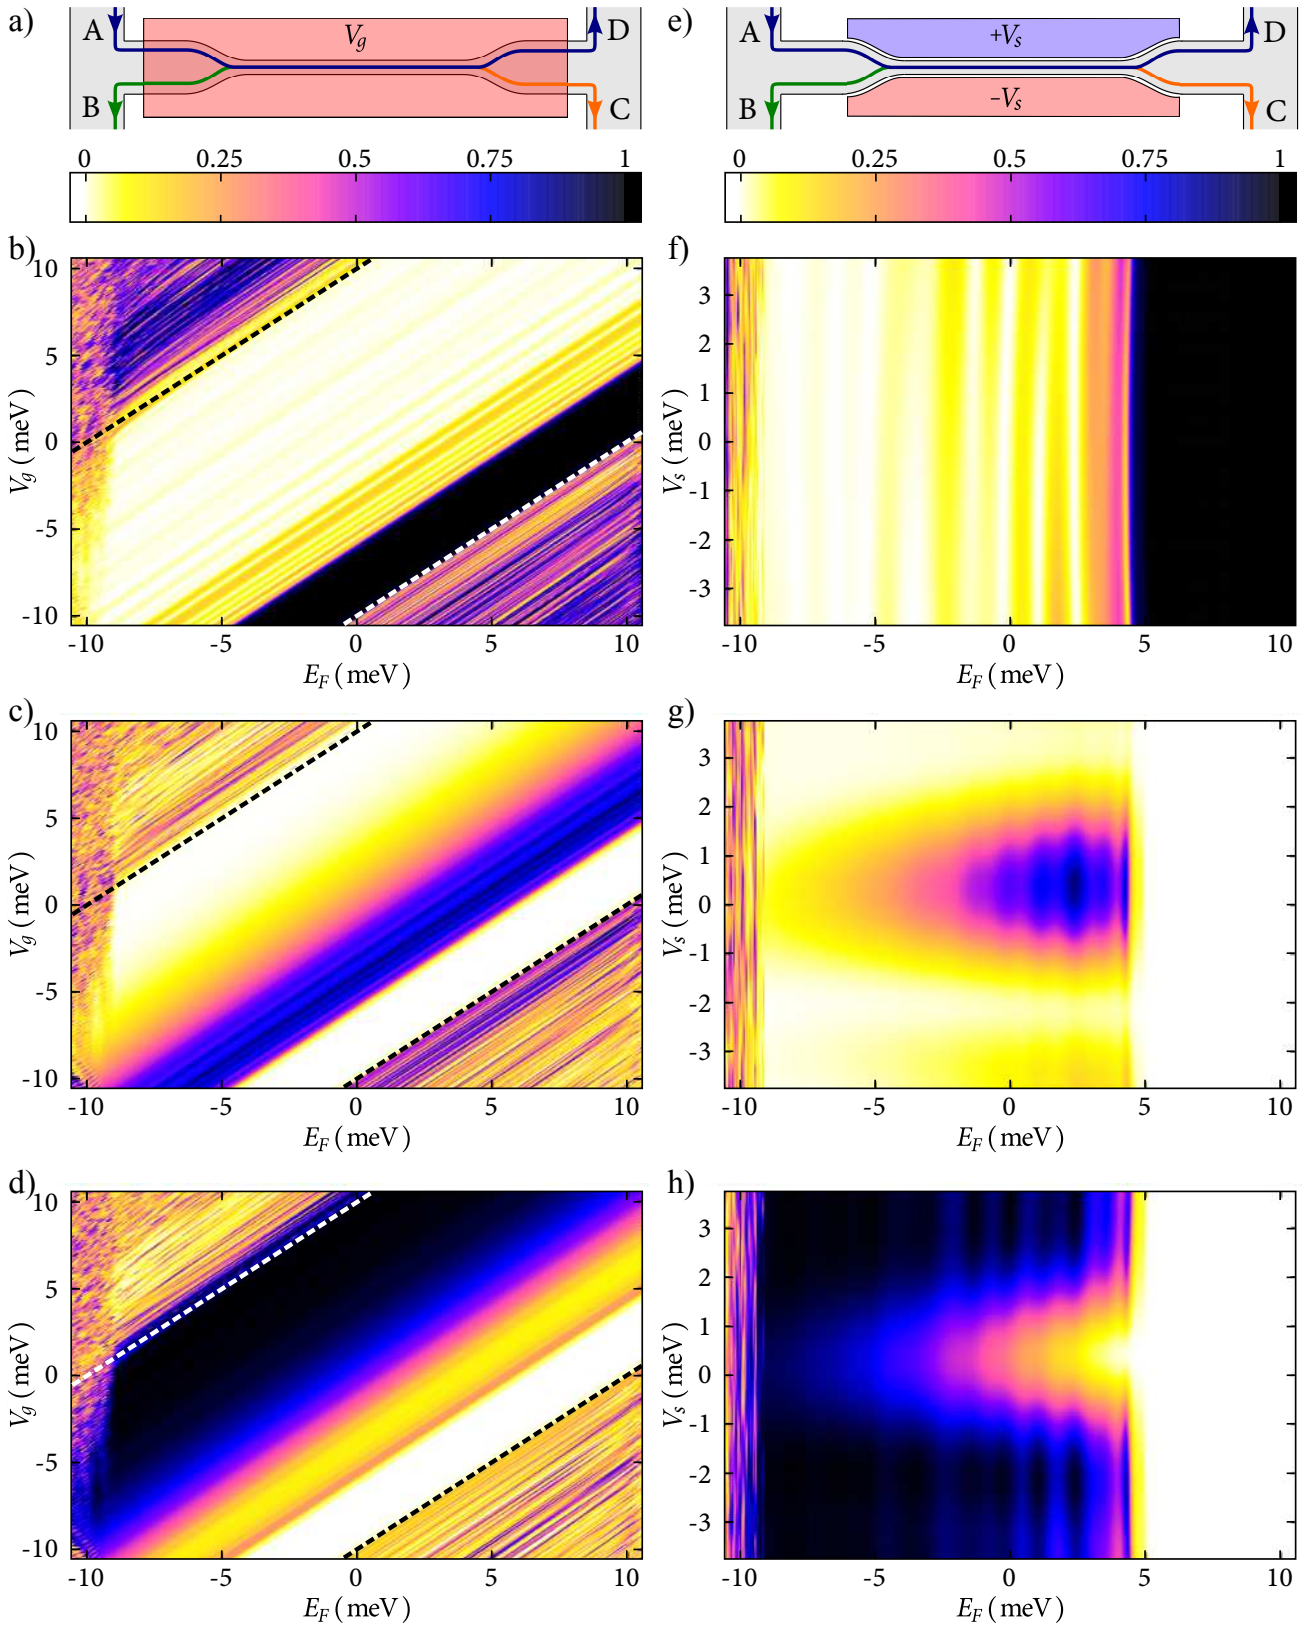 a)
A
V_g
D
B
C
0 0.25 0.5 0.75 1
e)
A
+V_s
D
B
–V_s
C
0 0.25 0.5 0.75 1
b)
V_g (meV)
10
5
0
-5
-10
-10 -5 0 5 10
E_F (meV)
f)
V_s (meV)
3
2
1
0
-1
-2
-3
-10 -5 0 5 10
E_F (meV)
c)
V_g (meV)
10
5
0
-5
-10
-10 -5 0 5 10
E_F (meV)
g)
V_s (meV)
3
2
1
0
-1
-2
-3
-10 -5 0 5 10
E_F (meV)
d)
V_g (meV)
10
5
0
-5
-10
-10 -5 0 5 10
E_F (meV)
h)
V_s (meV)
3
2
1
0
-1
-2
-3
-10 -5 0 5 10
E_F (meV)